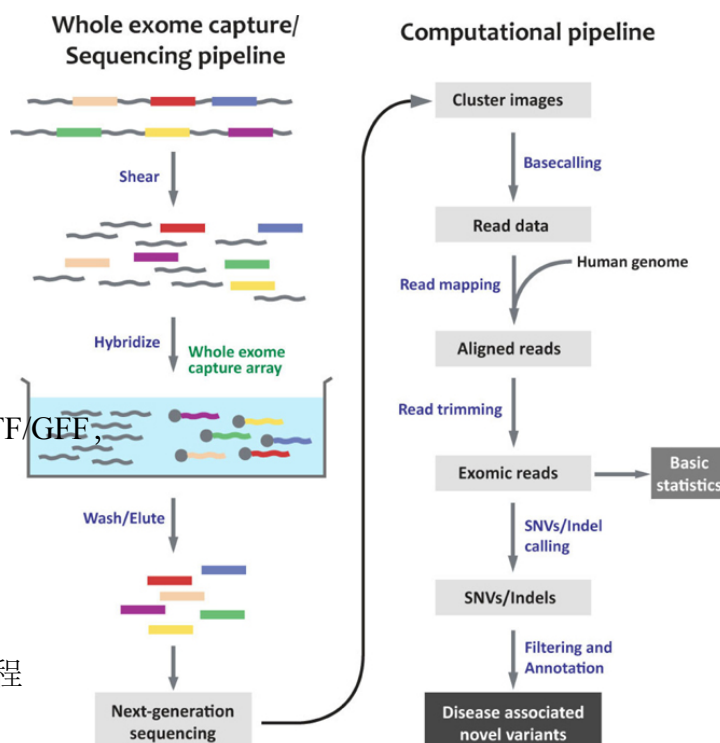 Whole exome capture/
Sequencing pipeline
Shear
Hybridize
Whole exome
capture array
TF/GFF,
Wash/Elute
程
Next-generation
sequencing
Computational pipeline
Cluster images
Basecalling
Read data
Human genome
Read mapping
Aligned reads
Read trimming
Exomic reads
Basic
statistics
SNVs/Indel
calling
SNVs/Indels
Filtering and
Annotation
Disease associated
novel variants